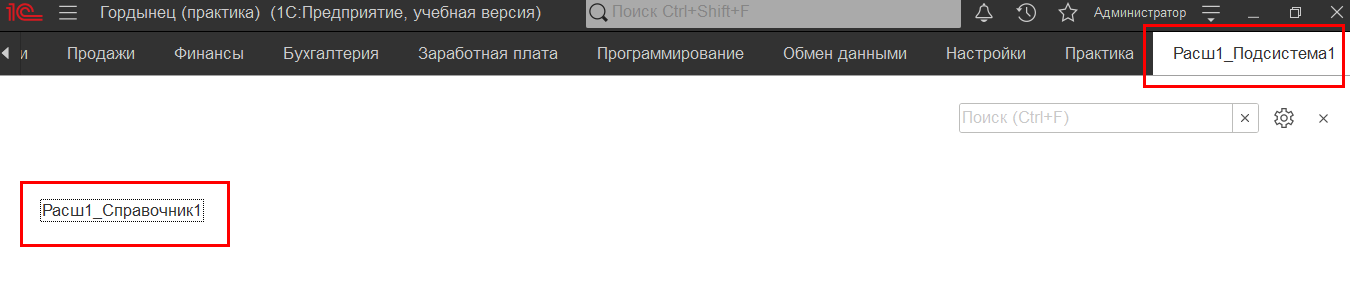 1С Гордынец (практика) (1С:Предприятие, учебная версия) Поиск Ctrl+Shift+F Администратор
и Продажи Финансы Бухгалтерия Заработная плата Программирование Обмен данными Настройки Практика Расш1_Подсистема1
Поиск (Ctrl+F)
Расш1_Справочник1